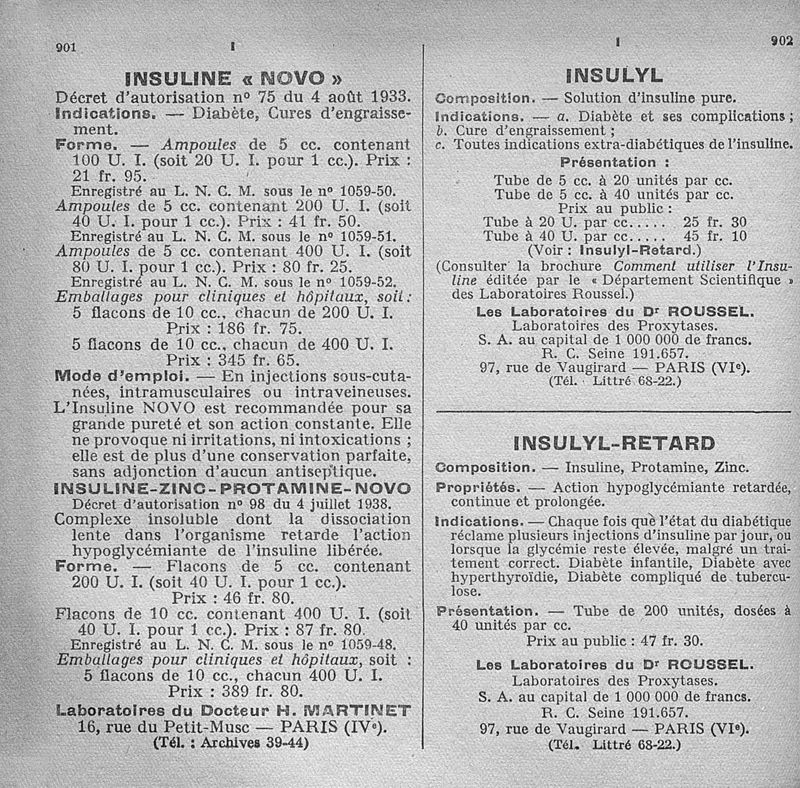 901
I
INSULINE « NOVO »
Décret d'autorisation nº 75 du 4 août 1933.
Indications. — Diabète, Cures d'engraisse-
ment.
Forme. — Ampoules de 5 cc. contenant
100 U. I. (soit 20 U. I. pour 1 cc.). Prix :
21 fr. 95.
Enregistré au L. N. C. M. sous le nº 1059-50.
Ampoules de 5 cc. contenant 200 U. I. (soit
40 U. I. pour 1 cc.). Prix : 41 fr. 50.
Enregistré au L. N. C. M. sous le nº 1059-51.
Ampoules de 5 cc. contenant 400 U. I. (soit
80 U. I. pour 1 cc.). Prix : 80 fr. 25.
Enregistré au L. N. C. M. sous le nº 1059-52.
Emballages pour cliniques et hôpitaux, soit :
5 flacons de 10 cc., chacun de 200 U. I.
Prix : 186 fr. 75.
5 flacons de 10 cc., chacun de 400 U. I.
Prix : 345 fr. 65.
Mode d'emploi. — En injections sous-cuta-
nées, intramusculaires ou intraveineuses.
L'Insuline NOVO est recommandée pour sa
grande pureté et son action constante. Elle
ne provoque ni irritations, ni intoxications ;
elle est de plus d'une conservation parfaite,
sans adjonction d'aucun antiseptique.
INSULINE-ZINC-PROTAMINE-NOVO
Décret d'autorisation nº 98 du 4 juillet 1938.
Complexe insoluble dont la dissociation
lente dans l'organisme retarde l'action
hypoglycémiante de l'insuline libérée.
Forme. — Flacons de 5 cc. contenant
200 U. I. (soit 40 U. I. pour 1 cc.).
Prix : 46 fr. 80.
Flacons de 10 cc. contenant 400 U. I. (soit
40 U. I. pour 1 cc.). Prix : 87 fr. 80.
Enregistré au L. N. C. M. sous le nº 1059-48.
Emballages pour cliniques et hôpitaux, soit :
5 flacons de 10 cc., chacun 400 U. I.
Prix : 389 fr. 80.
Laboratoires du Docteur H. MARTINET
16, rue du Petit-Musc — PARIS (IVe).
(Tél. : Archives 39-44)
I
902
INSULYL
Composition. — Solution d'insuline pure.
Indications. — a. Diabète et ses complications ;
b. Cure d'engraissement ;
c. Toutes indications extra-diabétiques de l'insuline.
Présentation :
Tube de 5 cc. à 20 unités par cc.
Tube de 5 cc. à 40 unités par cc.
Prix au public :
Tube à 20 U. par cc..... 25 fr. 30
Tube à 40 U. par cc..... 45 fr. 10
(Voir : Insulyl-Retard.)
(Consulter la brochure Comment utiliser l'Insu-
line éditée par le « Département Scientifique »
des Laboratoires Roussel.)
Les Laboratoires du Dr ROUSSEL.
Laboratoires des Proxytases.
S. A. au capital de 1 000 000 de francs.
R. C. Seine 191.657.
97, rue de Vaugirard — PARIS (VIe).
(Tél. Littré 68-22.)
INSULYL-RETARD
Composition. — Insuline, Protamine, Zinc.
Propriétés. — Action hypoglycémiante retardée,
continue et prolongée.
Indications. — Chaque fois que l'état du diabétique
réclame plusieurs injections d'insuline par jour, ou
lorsque la glycémie reste élevée, malgré un trai-
tement correct. Diabète infantile, Diabète avec
hyperthyroïdie, Diabète compliqué de tubercu-
lose.
Présentation. — Tube de 200 unités, dosées à
40 unités par cc.
Prix au public : 47 fr. 30.
Les Laboratoires du Dr ROUSSEL.
Laboratoires des Proxytases.
S. A. au capital de 1 000 000 de francs.
R. C. Seine 191.657.
97, rue de Vaugirard — PARIS (VIe).
(Tél. Littré 68-22.)